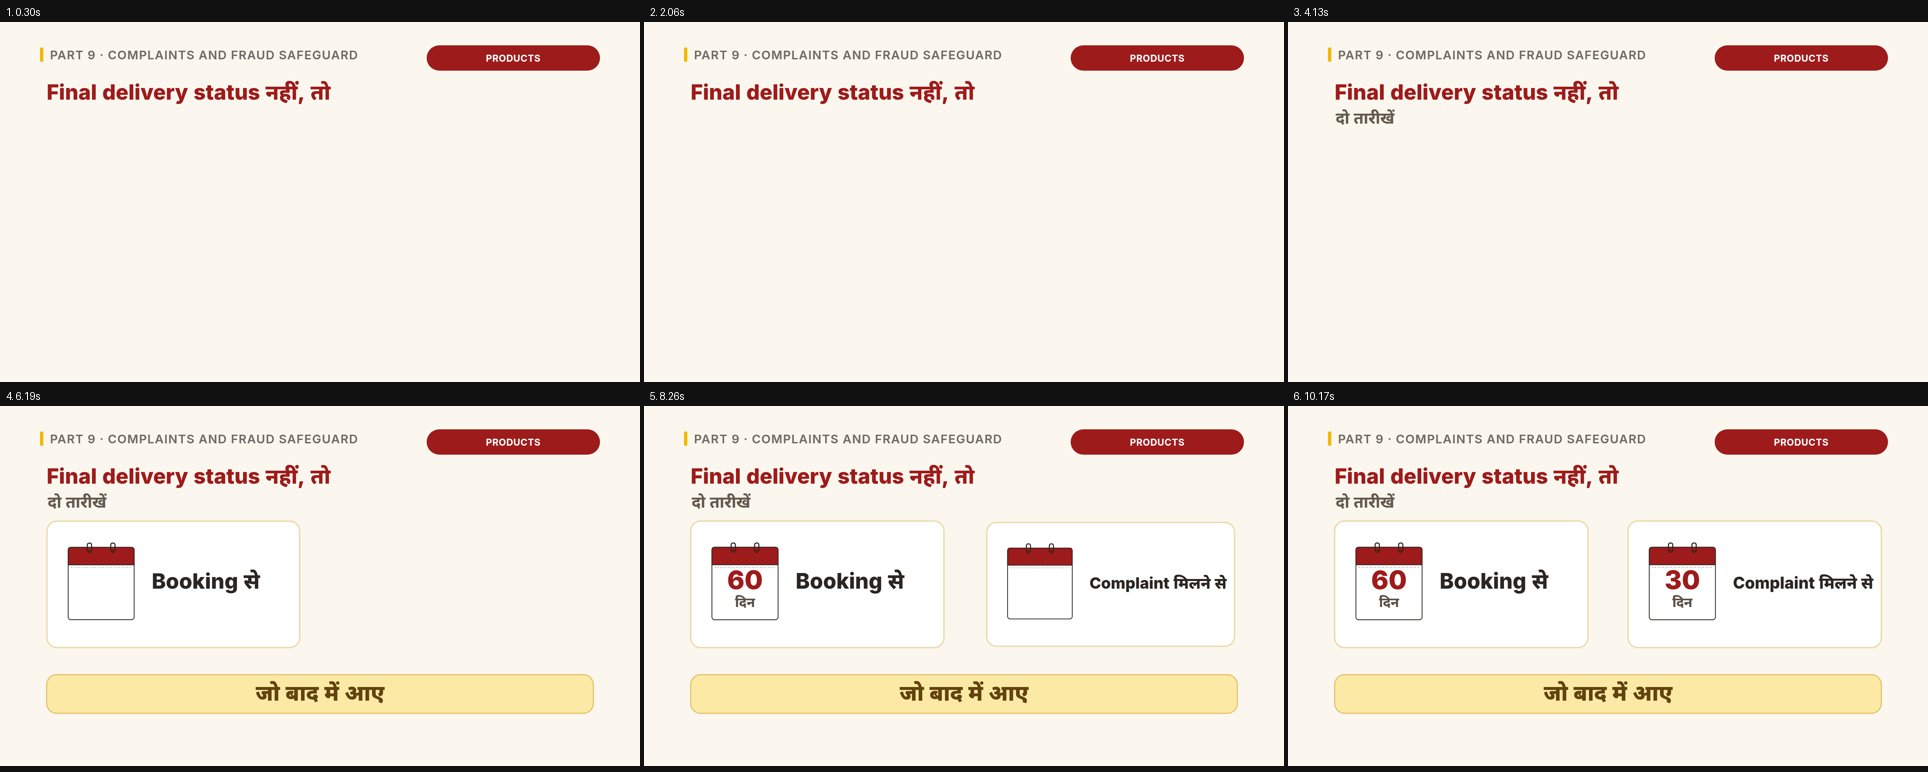 1. 0.30s
PART 9 · COMPLAINTS AND FRAUD SAFEGUARD
PRODUCTS
Final delivery status नहीं, तो
2. 2.06s
PART 9 · COMPLAINTS AND FRAUD SAFEGUARD
PRODUCTS
Final delivery status नहीं, तो
3. 4.13s
PART 9 · COMPLAINTS AND FRAUD SAFEGUARD
PRODUCTS
Final delivery status नहीं, तो
दो तारीखें
4. 6.19s
PART 9 · COMPLAINTS AND FRAUD SAFEGUARD
PRODUCTS
Final delivery status नहीं, तो
दो तारीखें
Booking से
जो बाद में आए
5. 8.26s
PART 9 · COMPLAINTS AND FRAUD SAFEGUARD
PRODUCTS
Final delivery status नहीं, तो
दो तारीखें
60
दिन
Booking से
Complaint मिलने से
जो बाद में आए
6. 10.17s
PART 9 · COMPLAINTS AND FRAUD SAFEGUARD
PRODUCTS
Final delivery status नहीं, तो
दो तारीखें
60
दिन
Booking से
30
दिन
Complaint मिलने से
जो बाद में आए